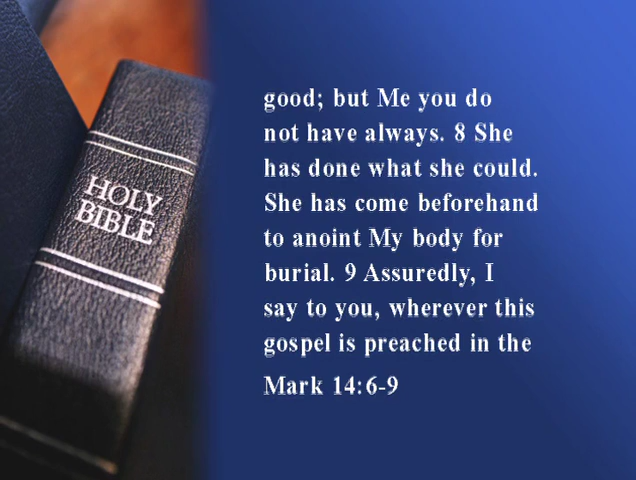 HOLY
BIBLE
good; but Me you do
not have always. 8 She
has done what she could.
She has come beforehand
to anoint My body for
burial. 9 Assuredly, I
say to you, wherever this
gospel is preached in the
Mark 14:6-9